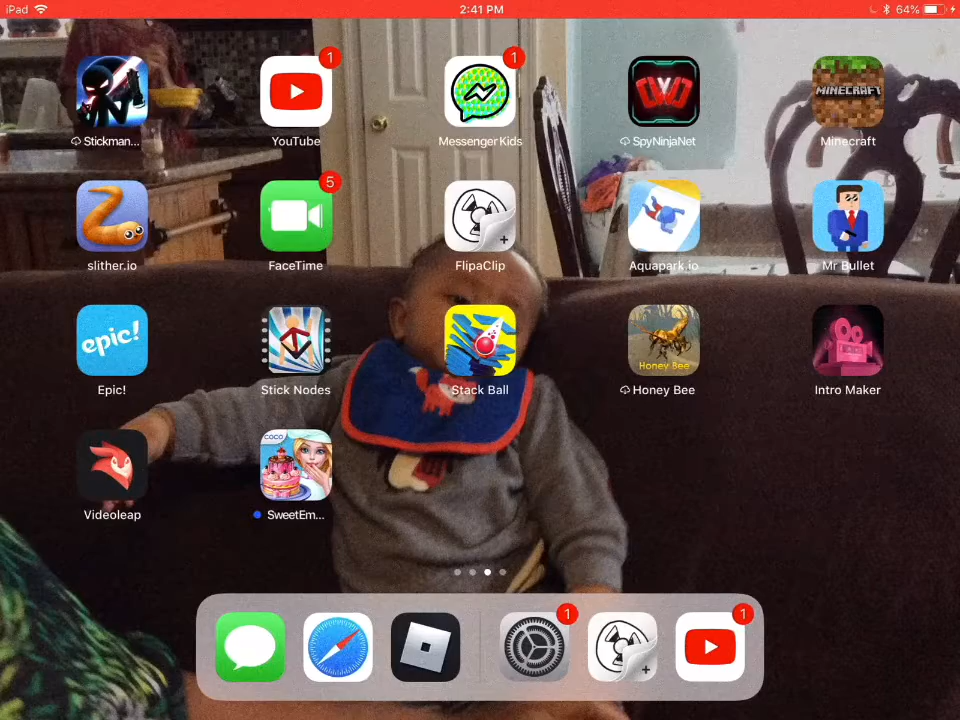 iPad 2:41 PM 64%
1 1
MINECRAFT
Stickman... YouTube Messenger Kids SpyNinjaNet Minecraft
5
slither.io FaceTime FlipaClip Aquapark.io Mr Bullet
epic! Honey Bee
Epic! Stick Nodes Stack Ball Honey Bee Intro Maker
COCO
Videoleap SweetEm...
1 1